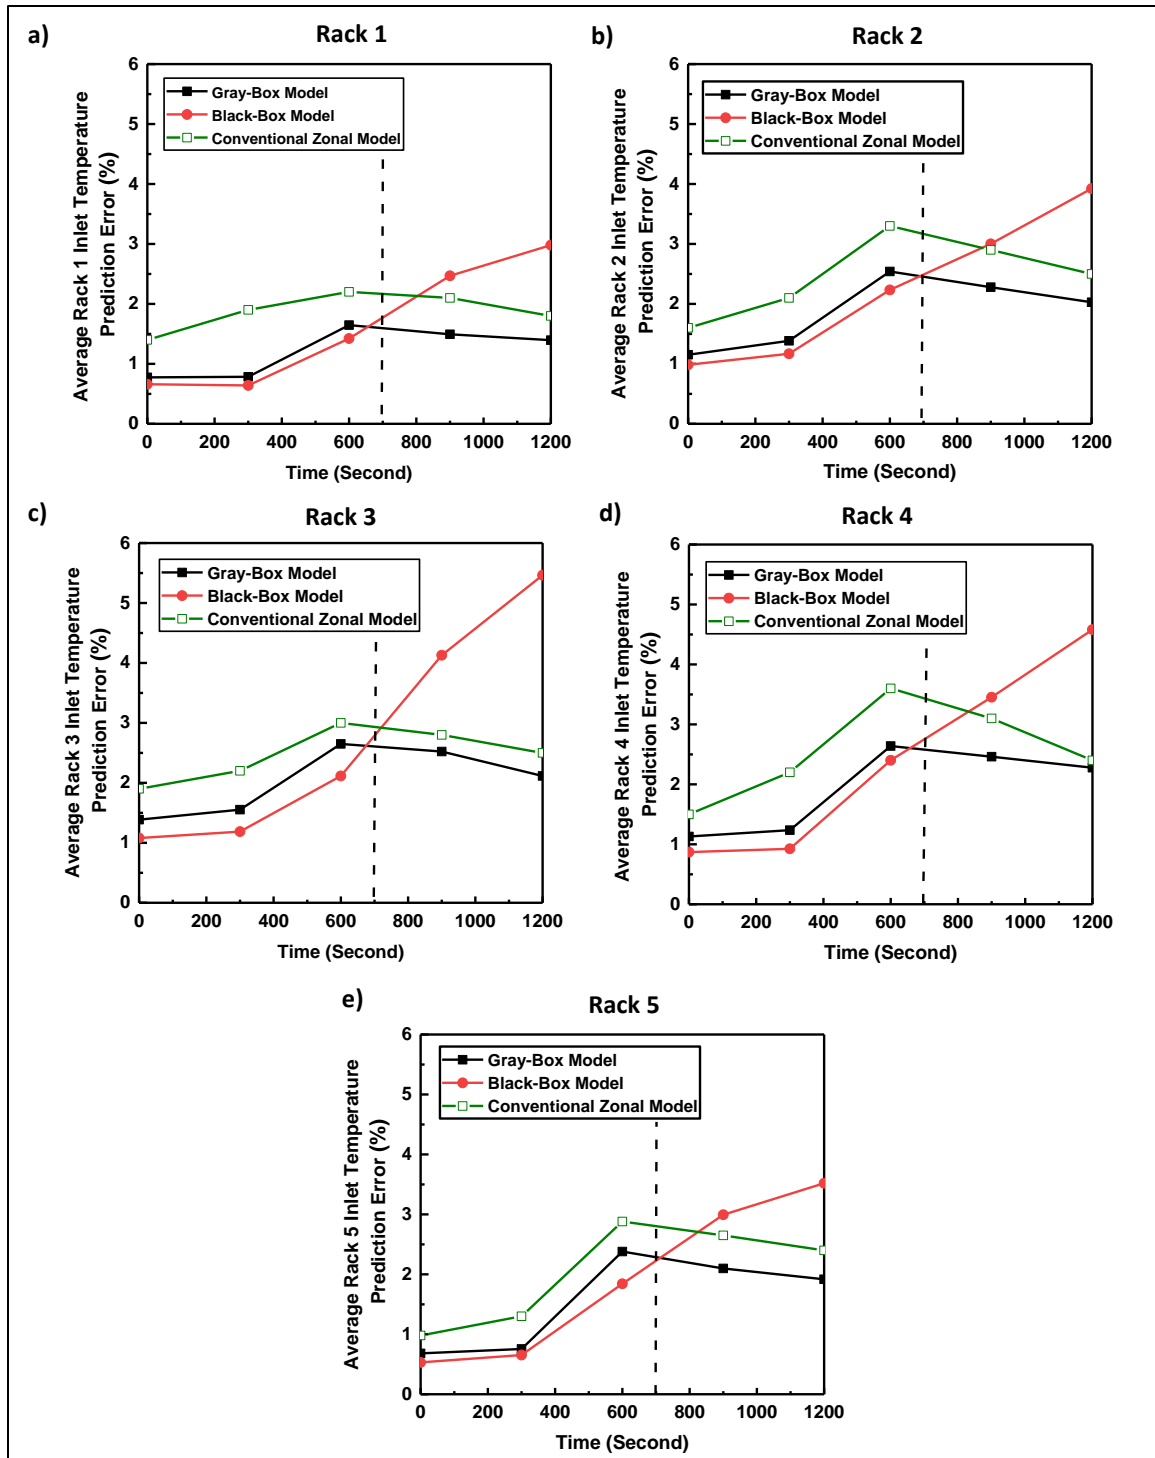 a)
Rack 1
Average Rack 1 Inlet Temperature
Prediction Error (%)
6
5
4
3
2
1
0
Gray-Box Model
Black-Box Model
Conventional Zonal Model
0 200 400 600 800 1000 1200
Time (Second)
b)
Rack 2
Average Rack 2 Inlet Temperature
Prediction Error (%)
6
5
4
3
2
1
0
Gray-Box Model
Black-Box Model
Conventional Zonal Model
0 200 400 600 800 1000 1200
Time (Second)
c)
Rack 3
Average Rack 3 Inlet Temperature
Prediction Error (%)
6
5
4
3
2
1
0
Gray-Box Model
Black-Box Model
Conventional Zonal Model
0 200 400 600 800 1000 1200
Time (Second)
d)
Rack 4
Average Rack 4 Inlet Temperature
Prediction Error (%)
6
5
4
3
2
1
0
Gray-Box Model
Black-Box Model
Conventional Zonal Model
0 200 400 600 800 1000 1200
Time (Second)
e)
Rack 5
Average Rack 5 Inlet Temperature
Prediction Error (%)
6
5
4
3
2
1
0
Gray-Box Model
Black-Box Model
Conventional Zonal Model
0 200 400 600 800 1000 1200
Time (Second)